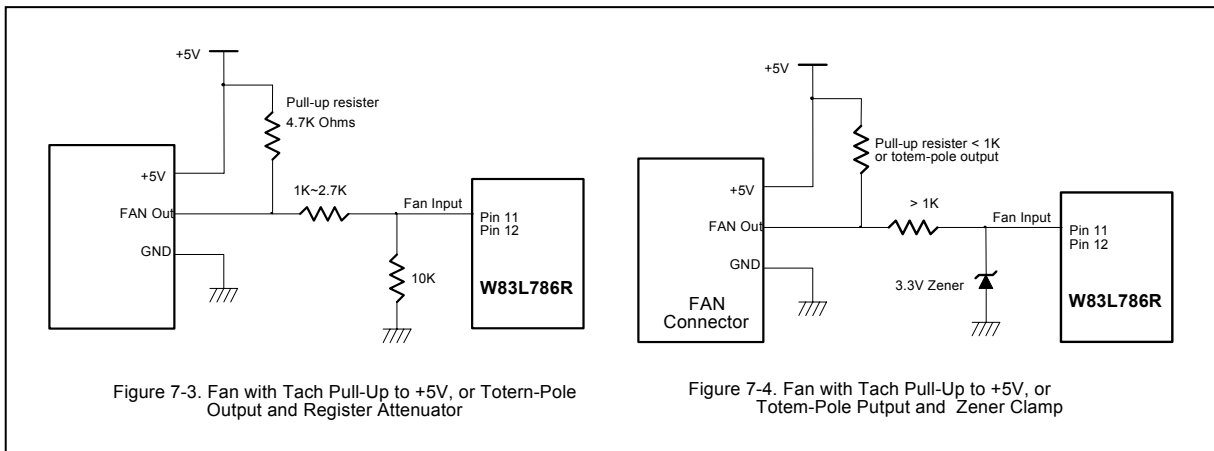 +5V
Pull-up resister
4.7K Ohms
+5V
FAN Out
GND
1K~2.7K
Fan Input
10K
Pin 11
Pin 12
W83L786R
Figure 7-3. Fan with Tach Pull-Up to +5V, or Totern-Pole
Output and Register Attenuator
+5V
Pull-up resister < 1K
or totem-pole output
+5V
FAN Out
GND
FAN
Connector
> 1K
Fan Input
3.3V Zener
Pin 11
Pin 12
W83L786R
Figure 7-4. Fan with Tach Pull-Up to +5V, or
Totem-Pole Putput and Zener Clamp